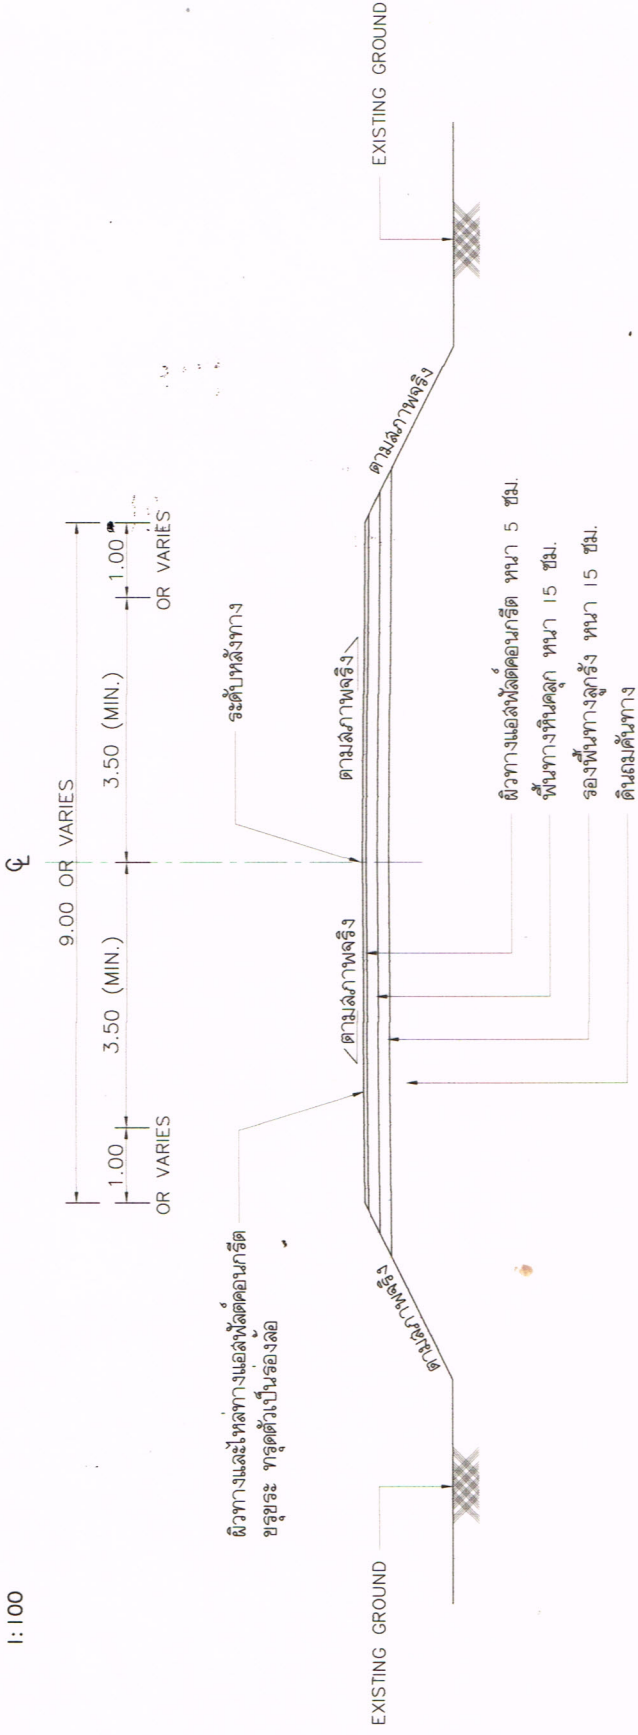 1:100
℄
9.00 OR VARIES
1.00
3.50 (MIN.)
3.50 (MIN.)
1.00
OR VARIES
OR VARIES
ผิวทางและไหล่ทางแอสฟัลต์คอนกรีต
ขรุขระ ทรุดตัวเป็นร่องล้อ
ระดับหลังทาง
ตามสภาพจริง
ตามสภาพจริง
EXISTING GROUND
ตามสภาพจริง
ตามสภาพจริง
EXISTING GROUND
ผิวทางแอสฟัลต์คอนกรีต หนา 5 ซม.
พื้นทางหินคลุก หนา 15 ซม.
รองพื้นทางลูกรัง หนา 15 ซม.
ดินถมคันทาง